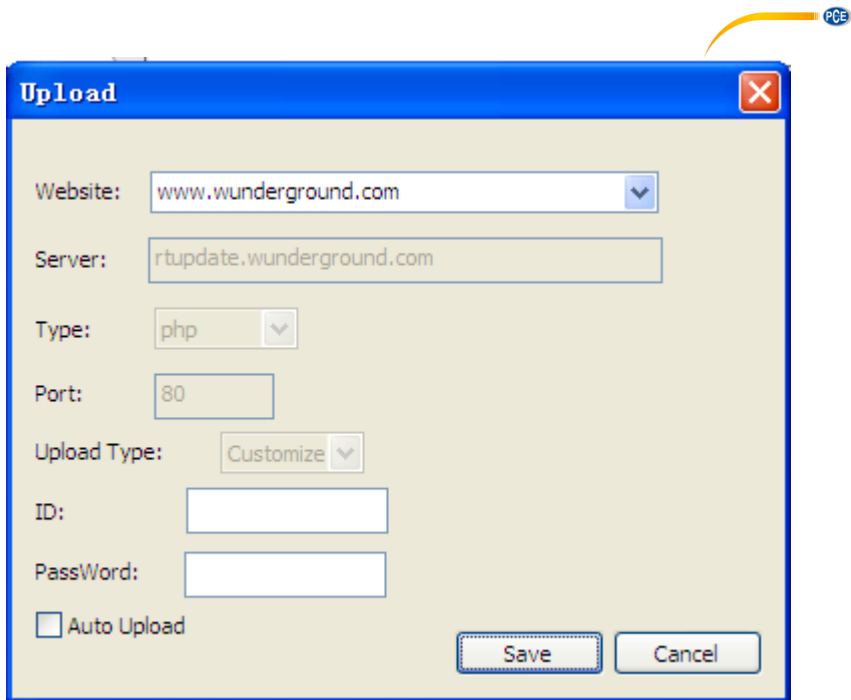 PCE
Upload
Website: www.wunderground.com
Server: rtupdate.wunderground.com
Type: php
Port: 80
Upload Type: Customize
ID:
PassWord:
Auto Upload
Save Cancel